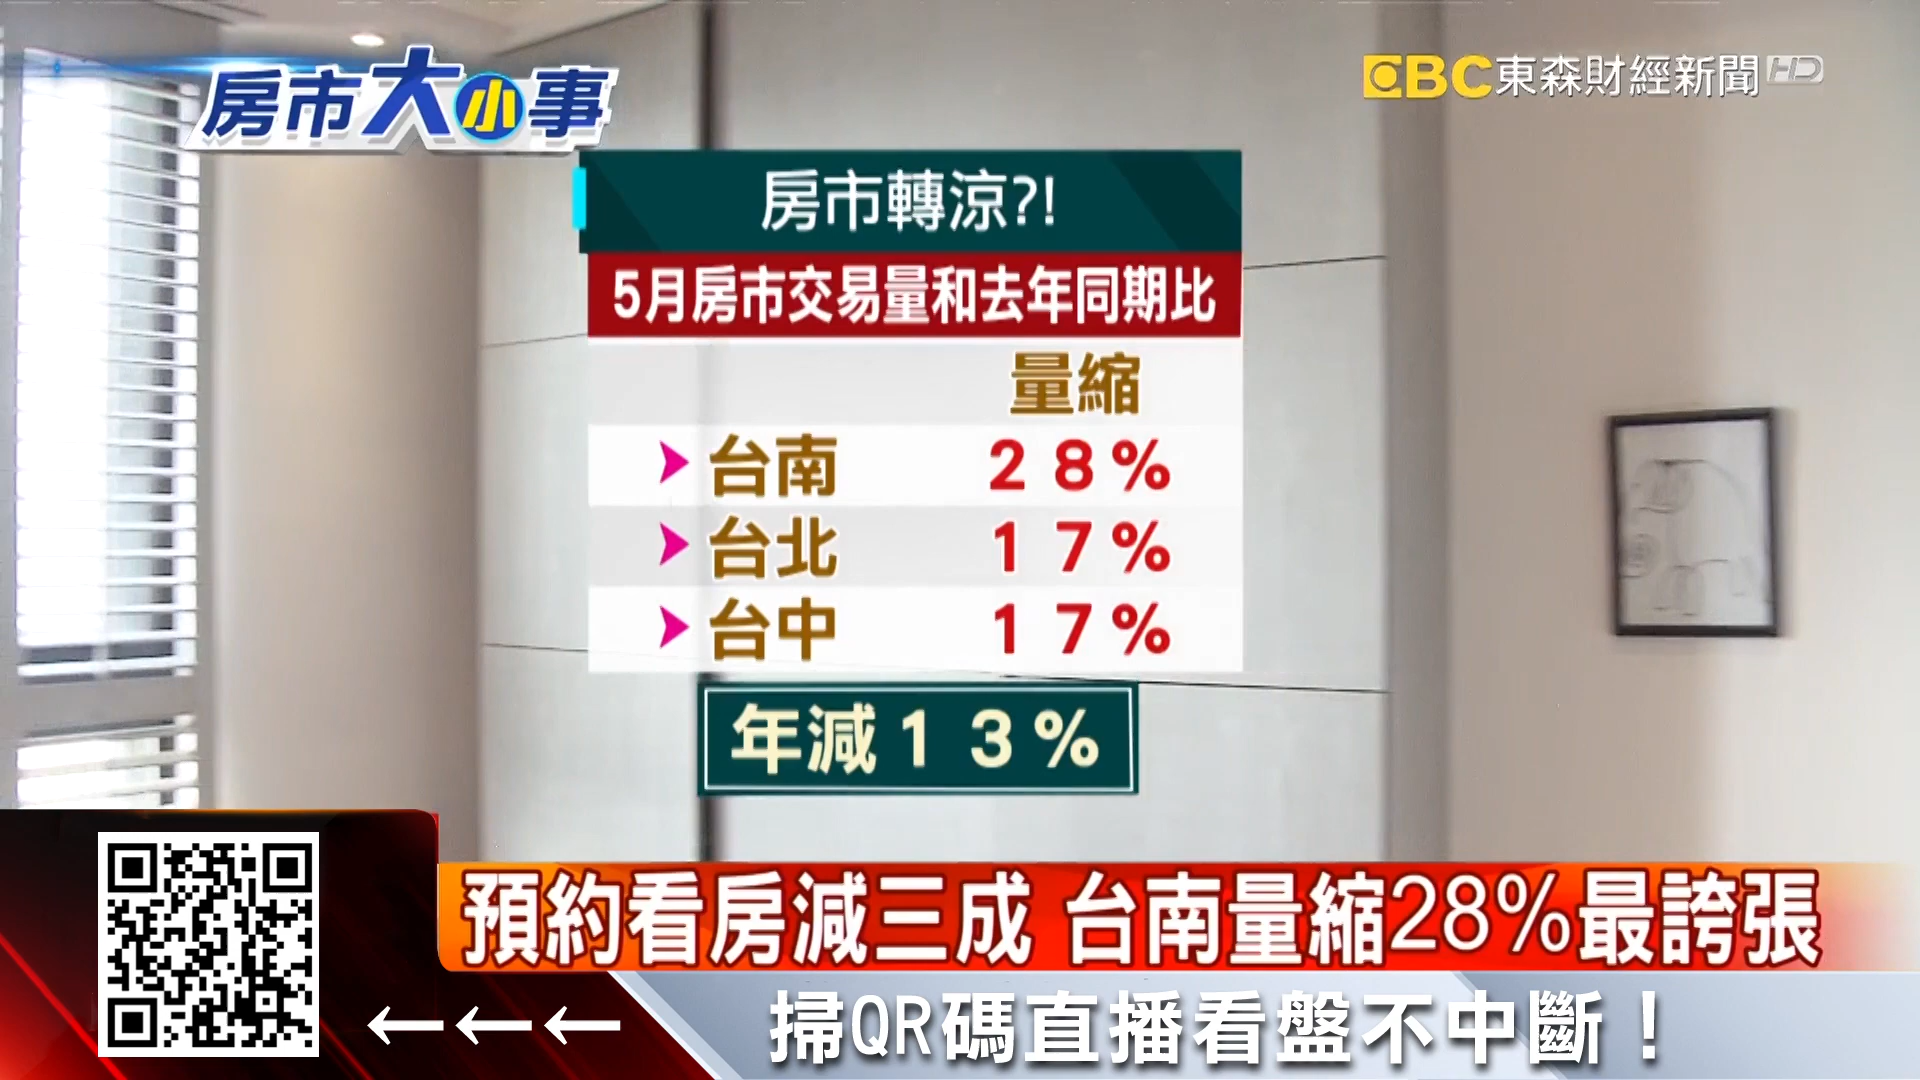 房市大小事
EBC東森財經新聞HD
房市轉涼?!
5月房市交易量和去年同期比
量縮
台南 28%
台北 17%
台中 17%
年減13%
預約看房減三成 台南量縮28%最誇張
←←← 掃QR碼直播看盤不中斷！